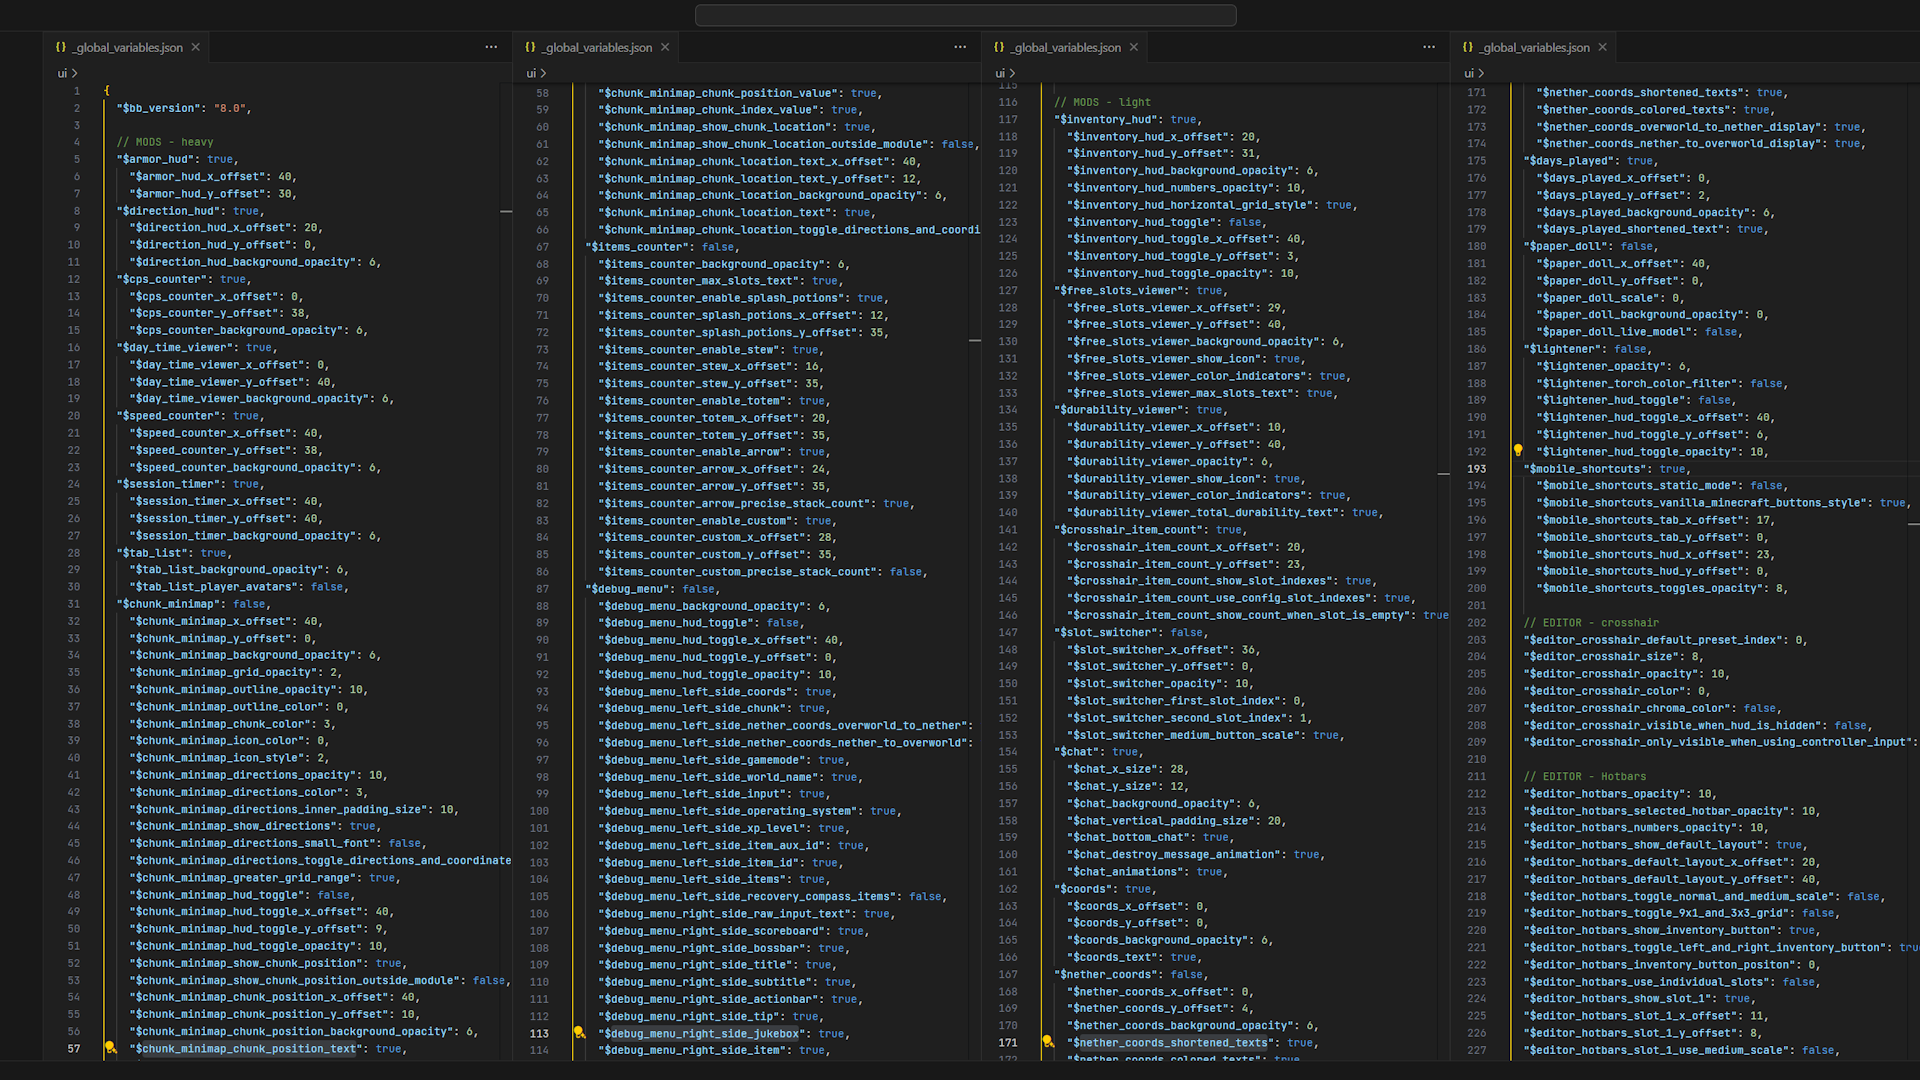 _global_variables.json
ui
1 {
2 "$bb_version": "8.0",
3
4 // MODS - heavy
5 "$armor_hud": true,
6 "$armor_hud_x_offset": 40,
7 "$armor_hud_y_offset": 30,
8 "$direction_hud": true,
9 "$direction_hud_x_offset": 20,
10 "$direction_hud_y_offset": 0,
11 "$direction_hud_background_opacity": 6,
12 "$cps_counter": true,
13 "$cps_counter_x_offset": 0,
14 "$cps_counter_y_offset": 38,
15 "$cps_counter_background_opacity": 6,
16 "$day_time_viewer": true,
17 "$day_time_viewer_x_offset": 0,
18 "$day_time_viewer_y_offset": 40,
19 "$day_time_viewer_background_opacity": 6,
20 "$speed_counter": true,
21 "$speed_counter_x_offset": 40,
22 "$speed_counter_y_offset": 38,
23 "$speed_counter_background_opacity": 6,
24 "$session_timer": true,
25 "$session_timer_x_offset": 40,
26 "$session_timer_y_offset": 40,
27 "$session_timer_background_opacity": 6,
28 "$tab_list": true,
29 "$tab_list_background_opacity": 6,
30 "$tab_list_player_avatars": false,
31 "$chunk_minimap": false,
32 "$chunk_minimap_x_offset": 40,
33 "$chunk_minimap_y_offset": 0,
34 "$chunk_minimap_background_opacity": 6,
35 "$chunk_minimap_grid_opacity": 2,
36 "$chunk_minimap_outline_opacity": 10,
37 "$chunk_minimap_outline_color": 0,
38 "$chunk_minimap_chunk_color": 3,
39 "$chunk_minimap_icon_color": 0,
40 "$chunk_minimap_icon_style": 2,
41 "$chunk_minimap_directions_opacity": 10,
42 "$chunk_minimap_directions_color": 3,
43 "$chunk_minimap_directions_inner_padding_size": 10,
44 "$chunk_minimap_show_directions": true,
45 "$chunk_minimap_directions_small_font": false,
46 "$chunk_minimap_directions_toggle_directions_and_coordinate
47 "$chunk_minimap_greater_grid_range": true,
48 "$chunk_minimap_hud_toggle": false,
49 "$chunk_minimap_hud_toggle_x_offset": 40,
50 "$chunk_minimap_hud_toggle_y_offset": 9,
51 "$chunk_minimap_hud_toggle_opacity": 10,
52 "$chunk_minimap_show_chunk_position": true,
53 "$chunk_minimap_show_chunk_position_outside_module": false,
54 "$chunk_minimap_chunk_position_x_offset": 40,
55 "$chunk_minimap_chunk_position_y_offset": 10,
56 "$chunk_minimap_chunk_position_background_opacity": 6,
57 "$chunk_minimap_chunk_position_text": true,
_global_variables.json
ui
58 "$chunk_minimap_chunk_position_value": true,
59 "$chunk_minimap_chunk_index_value": true,
60 "$chunk_minimap_show_chunk_location": true,
61 "$chunk_minimap_show_chunk_location_outside_module": false,
62 "$chunk_minimap_chunk_location_text_x_offset": 40,
63 "$chunk_minimap_chunk_location_text_y_offset": 12,
64 "$chunk_minimap_chunk_location_background_opacity": 6,
65 "$chunk_minimap_chunk_location_text": true,
66 "$chunk_minimap_chunk_location_toggle_directions_and_coordi
67 "$items_counter": false,
68 "$items_counter_background_opacity": 6,
69 "$items_counter_max_slots_text": true,
70 "$items_counter_enable_splash_potions": true,
71 "$items_counter_splash_potions_x_offset": 12,
72 "$items_counter_splash_potions_y_offset": 35,
73 "$items_counter_enable_stew": true,
74 "$items_counter_stew_x_offset": 16,
75 "$items_counter_stew_y_offset": 35,
76 "$items_counter_enable_totem": true,
77 "$items_counter_totem_x_offset": 20,
78 "$items_counter_totem_y_offset": 35,
79 "$items_counter_enable_arrow": true,
80 "$items_counter_arrow_x_offset": 24,
81 "$items_counter_arrow_y_offset": 35,
82 "$items_counter_arrow_precise_stack_count": true,
83 "$items_counter_enable_custom": true,
84 "$items_counter_custom_x_offset": 28,
85 "$items_counter_custom_y_offset": 35,
86 "$items_counter_custom_precise_stack_count": false,
87 "$debug_menu": false,
88 "$debug_menu_background_opacity": 6,
89 "$debug_menu_hud_toggle": false,
90 "$debug_menu_hud_toggle_x_offset": 40,
91 "$debug_menu_hud_toggle_y_offset": 0,
92 "$debug_menu_hud_toggle_opacity": 10,
93 "$debug_menu_left_side_coords": true,
94 "$debug_menu_left_side_chunk": true,
95 "$debug_menu_left_side_nether_coords_overworld_to_nether":
96 "$debug_menu_left_side_nether_coords_nether_to_overworld":
97 "$debug_menu_left_side_gamemode": true,
98 "$debug_menu_left_side_world_name": true,
99 "$debug_menu_left_side_input": true,
100 "$debug_menu_left_side_operating_system": true,
101 "$debug_menu_left_side_xp_level": true,
102 "$debug_menu_left_side_item_aux_id": true,
103 "$debug_menu_left_side_item_id": true,
104 "$debug_menu_left_side_items": true,
105 "$debug_menu_left_side_recovery_compass_items": false,
106 "$debug_menu_right_side_raw_input_text": true,
107 "$debug_menu_right_side_scoreboard": true,
108 "$debug_menu_right_side_bossbar": true,
109 "$debug_menu_right_side_title": true,
110 "$debug_menu_right_side_subtitle": true,
111 "$debug_menu_right_side_actionbar": true,
112 "$debug_menu_right_side_tip": true,
113 "$debug_menu_right_side_jukebox": true,
114 "$debug_menu_right_side_item": true,
_global_variables.json
ui
115
116 // MODS - light
117 "$inventory_hud": true,
118 "$inventory_hud_x_offset": 20,
119 "$inventory_hud_y_offset": 31,
120 "$inventory_hud_background_opacity": 6,
121 "$inventory_hud_numbers_opacity": 10,
122 "$inventory_hud_horizontal_grid_style": true,
123 "$inventory_hud_toggle": false,
124 "$inventory_hud_toggle_x_offset": 40,
125 "$inventory_hud_toggle_y_offset": 3,
126 "$inventory_hud_toggle_opacity": 10,
127 "$free_slots_viewer": true,
128 "$free_slots_viewer_x_offset": 29,
129 "$free_slots_viewer_y_offset": 40,
130 "$free_slots_viewer_background_opacity": 6,
131 "$free_slots_viewer_show_icon": true,
132 "$free_slots_viewer_color_indicators": true,
133 "$free_slots_viewer_max_slots_text": true,
134 "$durability_viewer": true,
135 "$durability_viewer_x_offset": 10,
136 "$durability_viewer_y_offset": 40,
137 "$durability_viewer_opacity": 6,
138 "$durability_viewer_show_icon": true,
139 "$durability_viewer_color_indicators": true,
140 "$durability_viewer_total_durability_text": true,
141 "$crosshair_item_count": true,
142 "$crosshair_item_count_x_offset": 20,
143 "$crosshair_item_count_y_offset": 23,
144 "$crosshair_item_count_show_slot_indexes": true,
145 "$crosshair_item_count_use_config_slot_indexes": true,
146 "$crosshair_item_count_show_count_when_slot_is_empty": true
147 "$slot_switcher": false,
148 "$slot_switcher_x_offset": 36,
149 "$slot_switcher_y_offset": 0,
150 "$slot_switcher_opacity": 10,
151 "$slot_switcher_first_slot_index": 0,
152 "$slot_switcher_second_slot_index": 1,
153 "$slot_switcher_medium_button_scale": true,
154 "$chat": true,
155 "$chat_x_size": 28,
156 "$chat_y_size": 12,
157 "$chat_background_opacity": 6,
158 "$chat_vertical_padding_size": 20,
159 "$chat_bottom_chat": true,
160 "$chat_destroy_message_animation": true,
161 "$chat_animations": true,
162 "$coords": true,
163 "$coords_x_offset": 0,
164 "$coords_y_offset": 0,
165 "$coords_background_opacity": 6,
166 "$coords_text": true,
167 "$nether_coords": false,
168 "$nether_coords_x_offset": 0,
169 "$nether_coords_y_offset": 4,
170 "$nether_coords_background_opacity": 6,
171 "$nether_coords_shortened_texts": true,
172 "$nether_coords_colored_texts": true,
_global_variables.json
ui
171 "$nether_coords_shortened_texts": true,
172 "$nether_coords_colored_texts": true,
173 "$nether_coords_overworld_to_nether_display": true,
174 "$nether_coords_nether_to_overworld_display": true,
175 "$days_played": true,
176 "$days_played_x_offset": 0,
177 "$days_played_y_offset": 2,
178 "$days_played_background_opacity": 6,
179 "$days_played_shortened_text": true,
180 "$paper_doll": false,
181 "$paper_doll_x_offset": 40,
182 "$paper_doll_y_offset": 0,
183 "$paper_doll_scale": 0,
184 "$paper_doll_background_opacity": 0,
185 "$paper_doll_live_model": false,
186 "$lightener": false,
187 "$lightener_opacity": 6,
188 "$lightener_torch_color_filter": false,
189 "$lightener_hud_toggle": false,
190 "$lightener_hud_toggle_x_offset": 40,
191 "$lightener_hud_toggle_y_offset": 6,
192 "$lightener_hud_toggle_opacity": 10,
193 "$mobile_shortcuts": true,
194 "$mobile_shortcuts_static_mode": false,
195 "$mobile_shortcuts_vanilla_minecraft_buttons_style": true,
196 "$mobile_shortcuts_tab_x_offset": 17,
197 "$mobile_shortcuts_tab_y_offset": 0,
198 "$mobile_shortcuts_hud_x_offset": 23,
199 "$mobile_shortcuts_hud_y_offset": 0,
200 "$mobile_shortcuts_toggles_opacity": 8,
201
202 // EDITOR - crosshair
203 "$editor_crosshair_default_preset_index": 0,
204 "$editor_crosshair_size": 8,
205 "$editor_crosshair_opacity": 10,
206 "$editor_crosshair_color": 0,
207 "$editor_crosshair_chroma_color": false,
208 "$editor_crosshair_visible_when_hud_is_hidden": false,
209 "$editor_crosshair_only_visible_when_using_controller_input":
210
211 // EDITOR - Hotbars
212 "$editor_hotbars_opacity": 10,
213 "$editor_hotbars_selected_hotbar_opacity": 10,
214 "$editor_hotbars_numbers_opacity": 10,
215 "$editor_hotbars_show_default_layout": true,
216 "$editor_hotbars_default_layout_x_offset": 20,
217 "$editor_hotbars_default_layout_y_offset": 40,
218 "$editor_hotbars_toggle_normal_and_medium_scale": false,
219 "$editor_hotbars_toggle_9x1_and_3x3_grid": false,
220 "$editor_hotbars_show_inventory_button": true,
221 "$editor_hotbars_toggle_left_and_right_inventory_button": tru
222 "$editor_hotbars_inventory_button_positon": 0,
223 "$editor_hotbars_use_individual_slots": false,
224 "$editor_hotbars_show_slot_1": true,
225 "$editor_hotbars_slot_1_x_offset": 11,
226 "$editor_hotbars_slot_1_y_offset": 8,
227 "$editor_hotbars_slot_1_use_medium_scale": false,